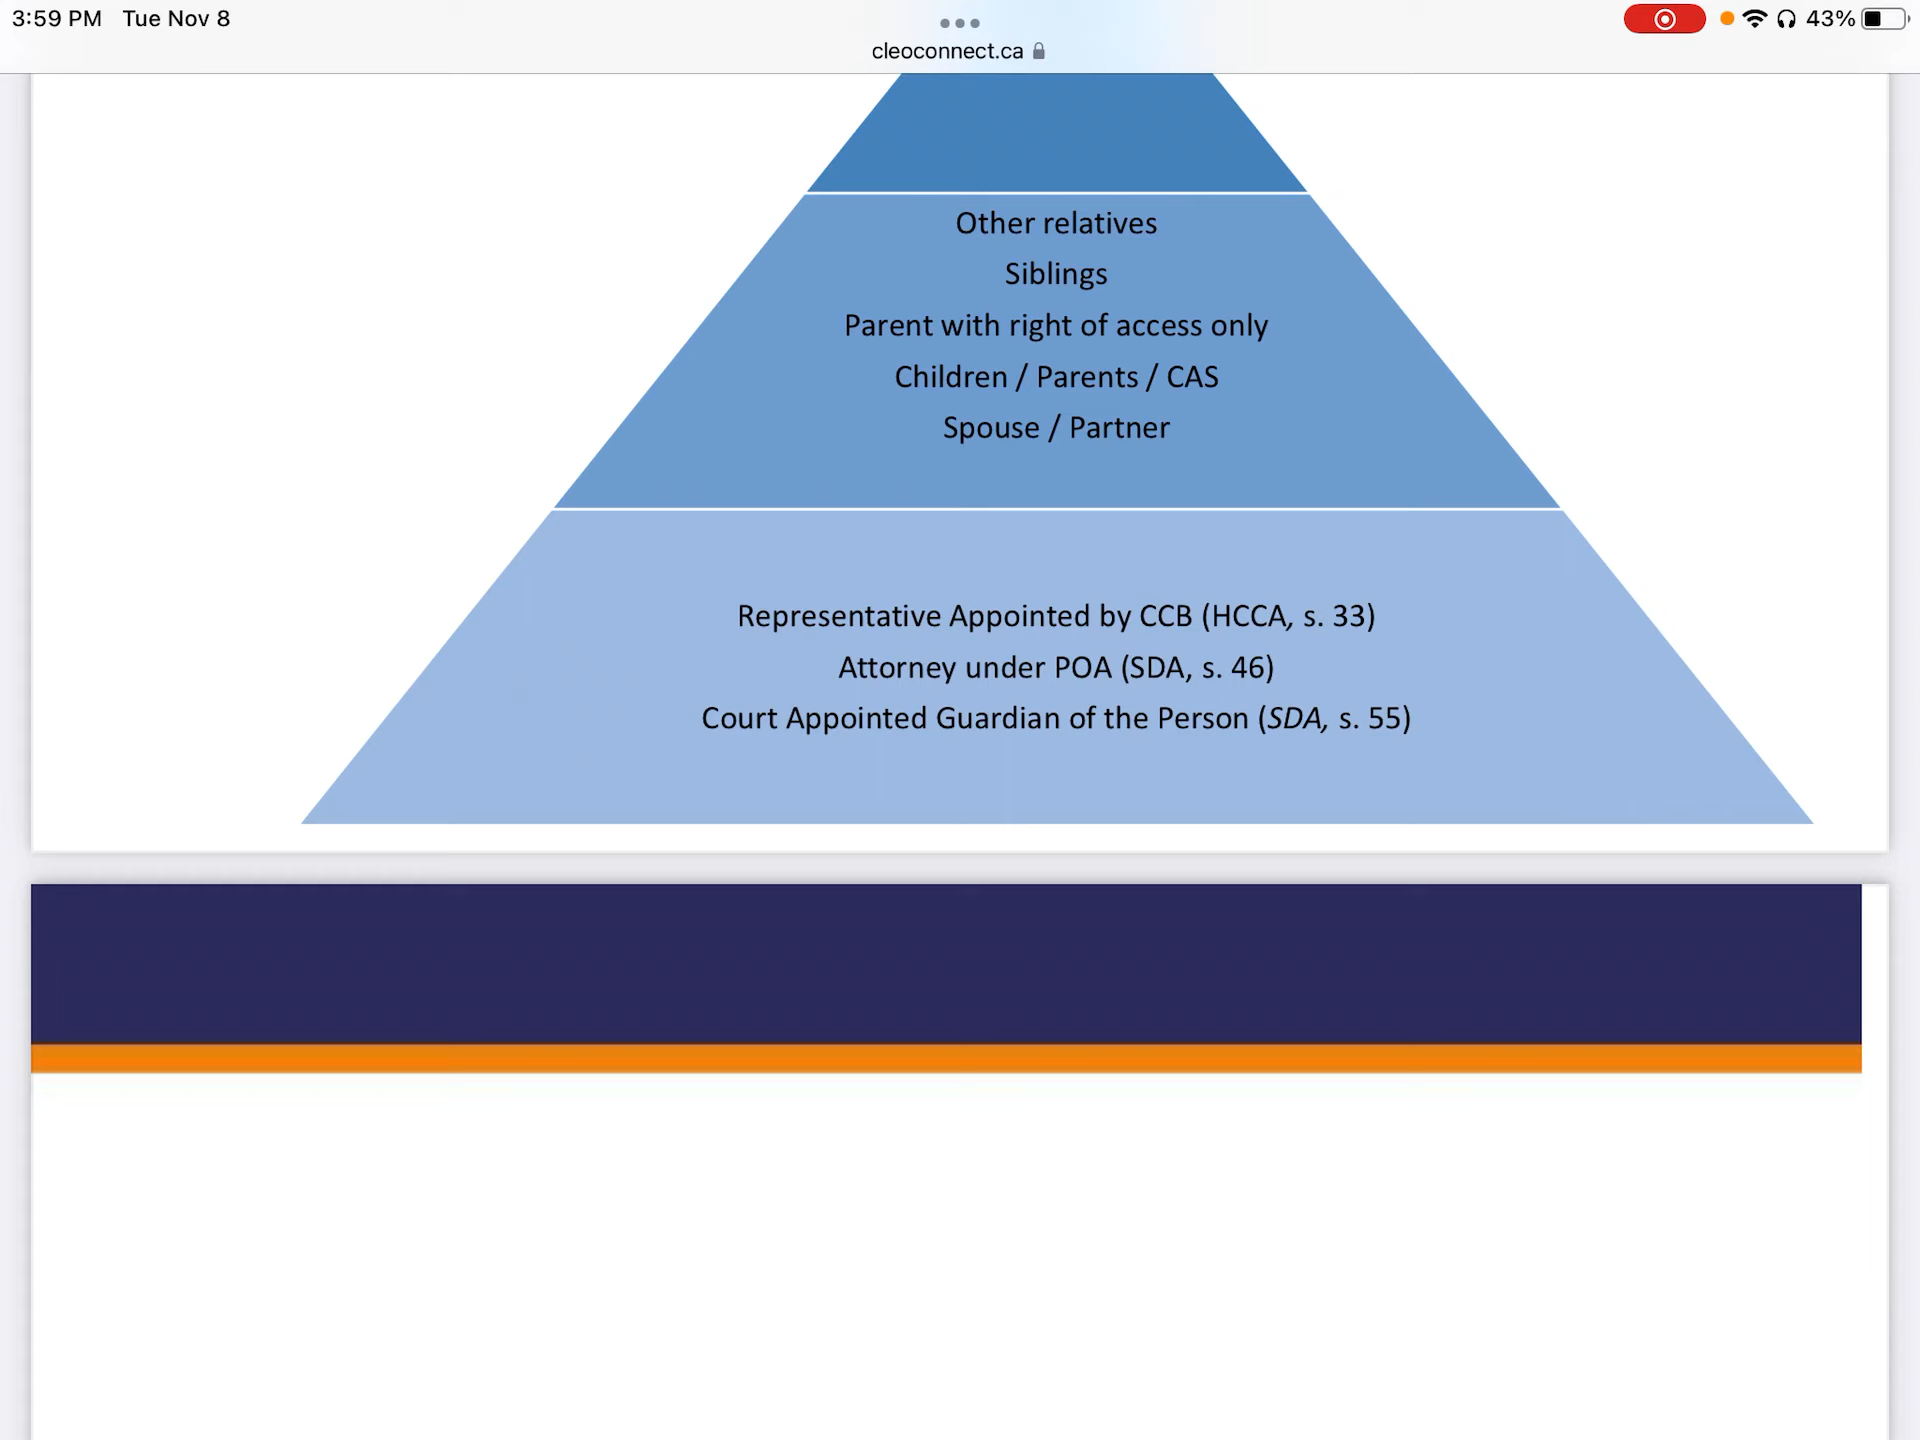 3:59 PM Tue Nov 8
43%
cleoconnect.ca
Other relatives
Siblings
Parent with right of access only
Children / Parents / CAS
Spouse / Partner
Representative Appointed by CCB (HCCA, s. 33)
Attorney under POA (SDA, s. 46)
Court Appointed Guardian of the Person (SDA, s. 55)